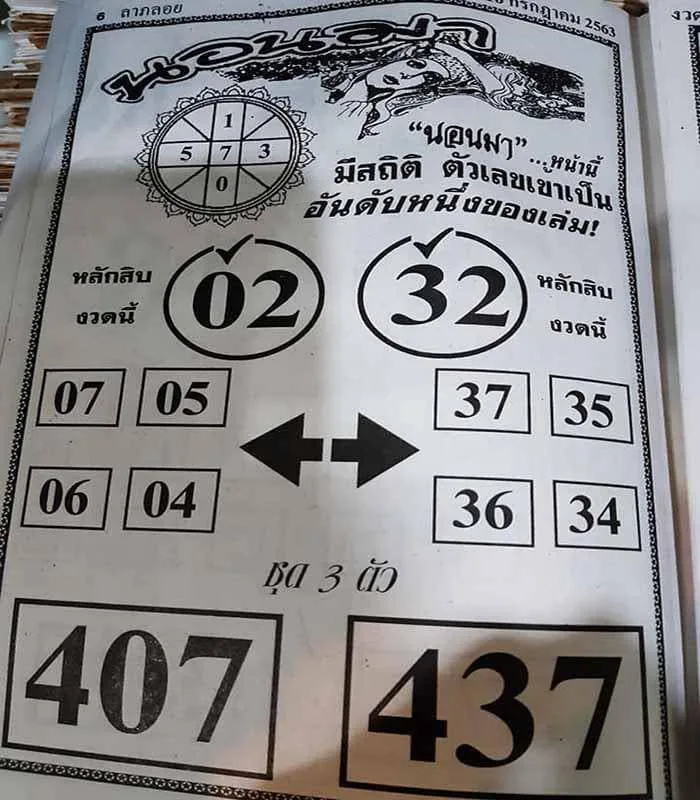 6 ลาภลอย
กรกฎาคม 2563
งวด
นอนมา
1
5 7 3
0
“นอนมา” ...หน้านี้
มีสถิติ ตัวเลขเข้าเป็น
อันดับหนึ่งของเล่ม!
หลักสิบ
งวดนี้
02
32
หลักสิบ
งวดนี้
07 05
37 35
06 04
36 34
ชุด 3 ตัว
407
437